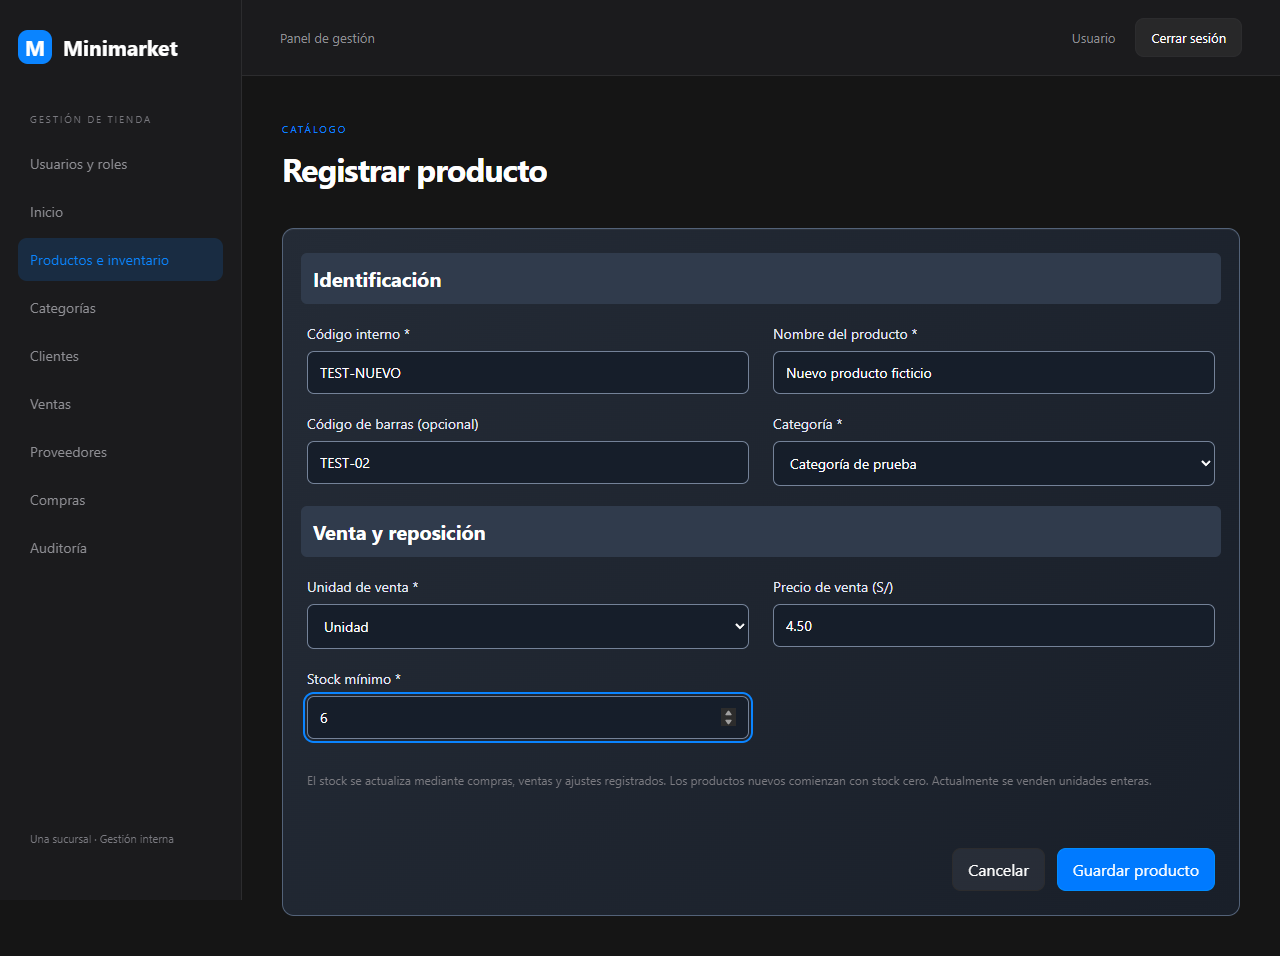 M Minimarket
Panel de gestión
Usuario
Cerrar sesión
GESTIÓN DE TIENDA
Usuarios y roles
Inicio
Productos e inventario
Categorías
Clientes
Ventas
Proveedores
Compras
Auditoría
Una sucursal · Gestión interna
CATÁLOGO
Registrar producto
Identificación
Código interno *
TEST-NUEVO
Nombre del producto *
Nuevo producto ficticio
Código de barras (opcional)
TEST-02
Categoría *
Categoría de prueba
Venta y reposición
Unidad de venta *
Unidad
Precio de venta (S/)
4.50
Stock mínimo *
6
El stock se actualiza mediante compras, ventas y ajustes registrados. Los productos nuevos comienzan con stock cero. Actualmente se venden unidades enteras.
Cancelar
Guardar producto